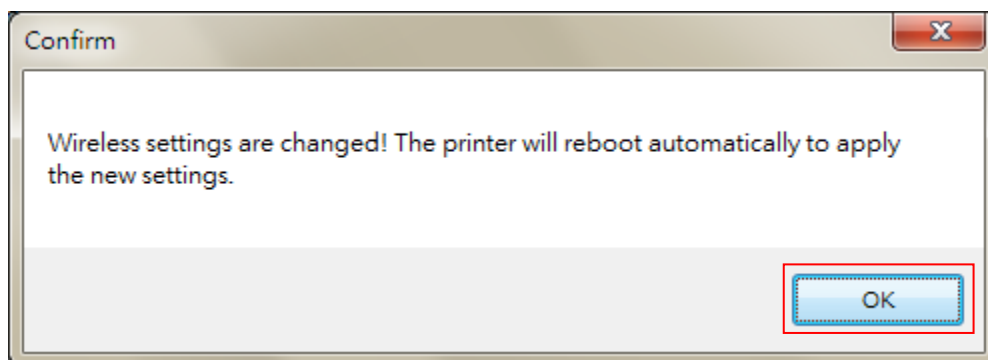 Confirm
Wireless settings are changed! The printer will reboot automatically to apply
the new settings.
OK